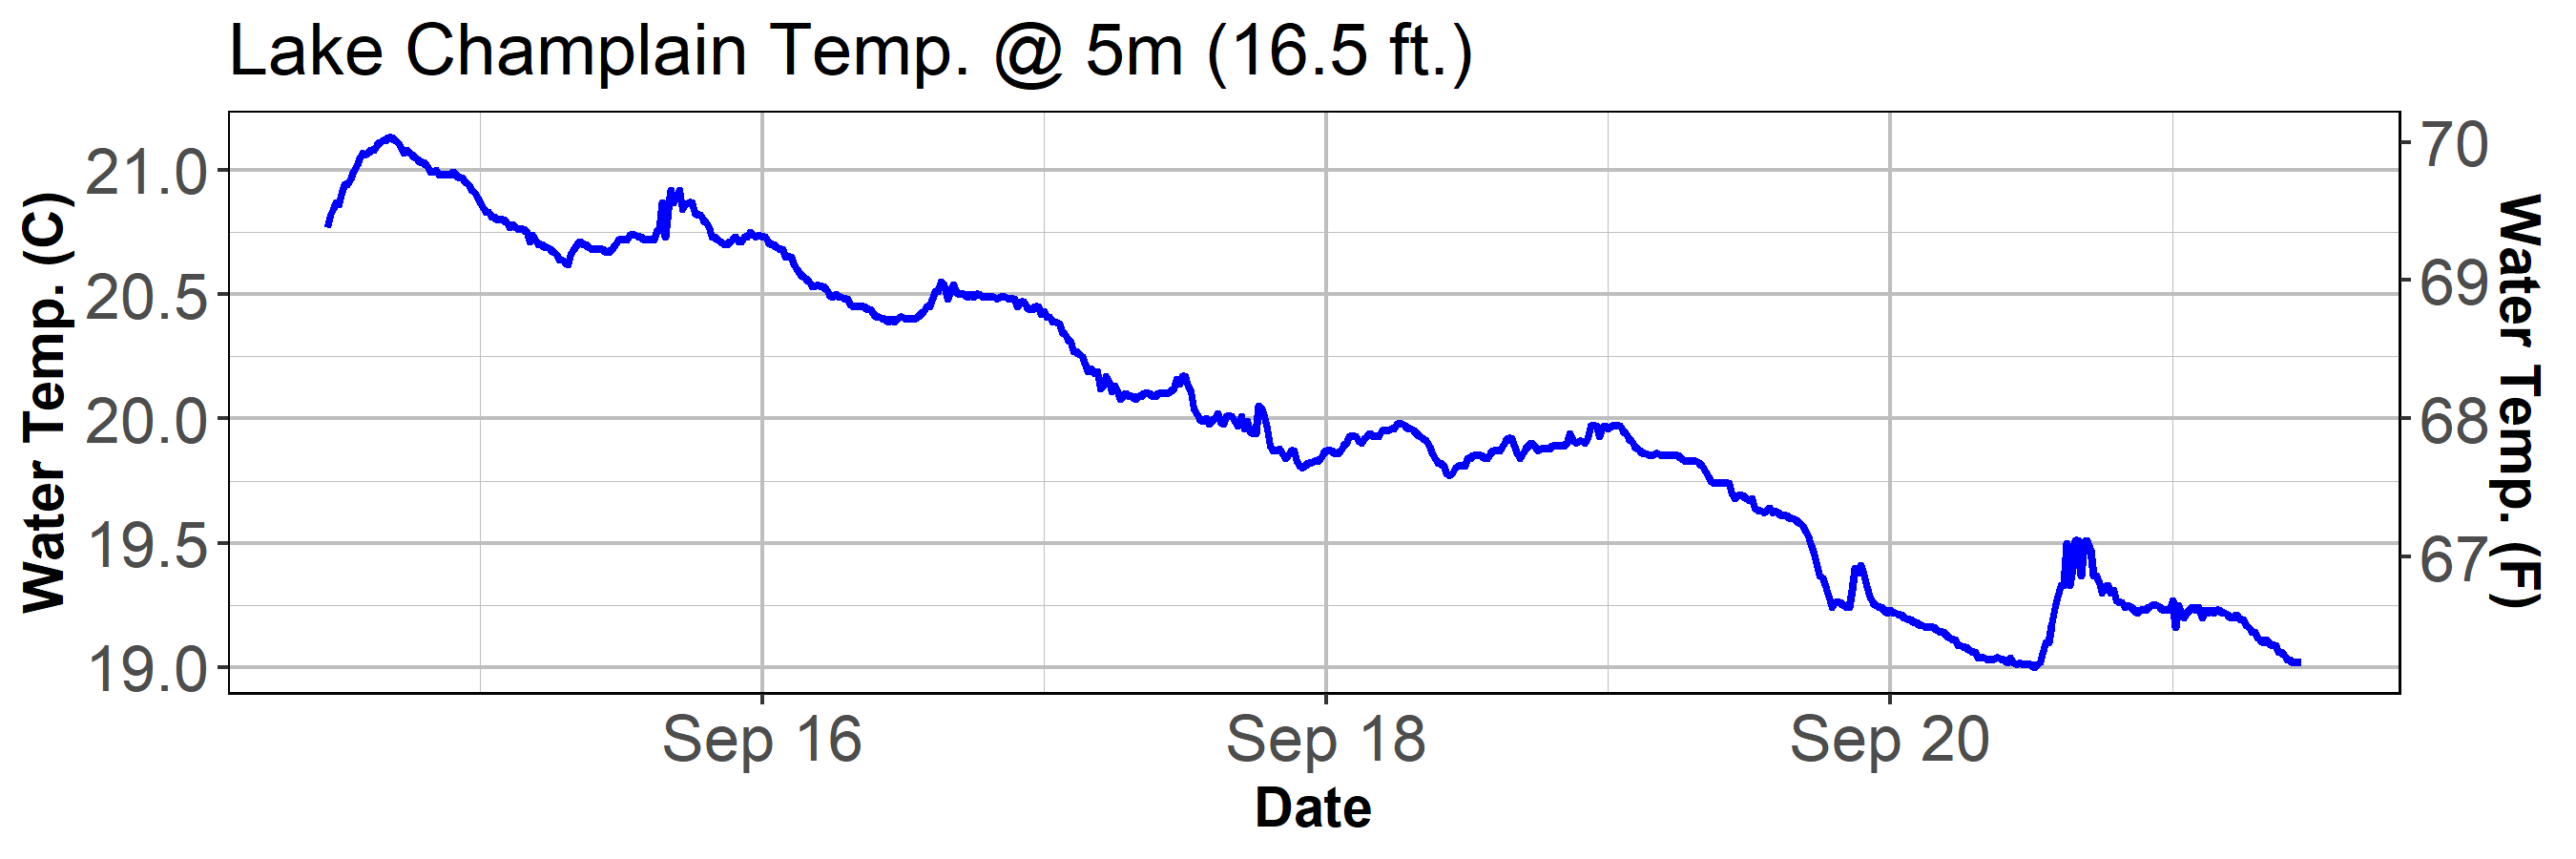 Lake Champlain Temp. @ 5m (16.5 ft.)
Water Temp. (C)
21.0
20.5
20.0
19.5
19.0
70
69
68
67
Water Temp. (F)
Sep 16 Sep 18 Sep 20
Date